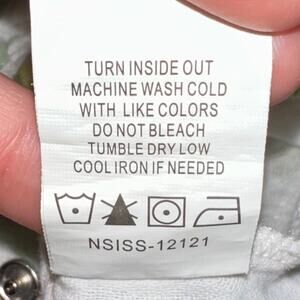 TURN INSIDE OUT
MACHINE WASH COLD
WITH LIKE COLORS
DO NOT BLEACH
TUMBLE DRY LOW
COOL IRON IF NEEDED
NSISS-12121